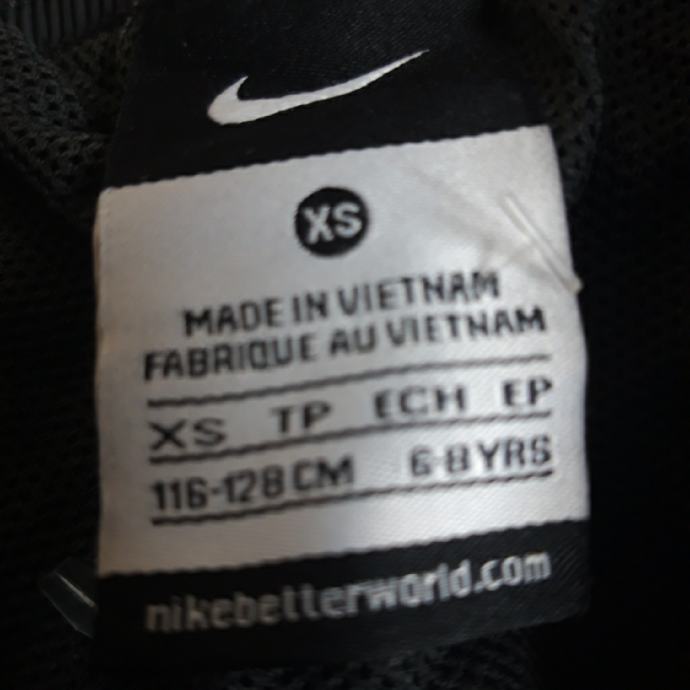 XS
MADE IN VIETNAM
FABRIQUE AU VIETNAM
XS TP ECH EP
116-128 CM 6-8 YRS
nikebetterworld.com